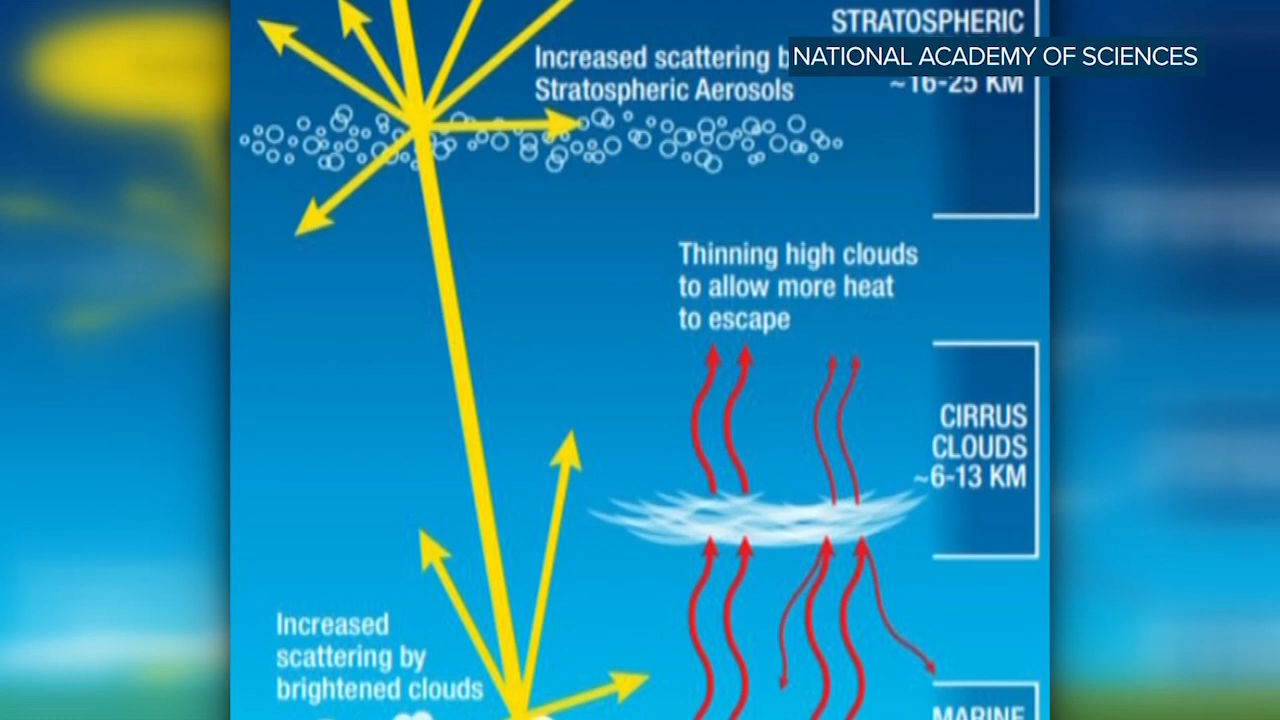 STRATOSPHERIC
NATIONAL ACADEMY OF SCIENCES
~16-25 KM
Increased scattering
Stratospheric Aerosols
Thinning high clouds
to allow more heat
to escape
CIRRUS
CLOUDS
~6-13 KM
Increased
scattering by
brightened clouds
MARINE